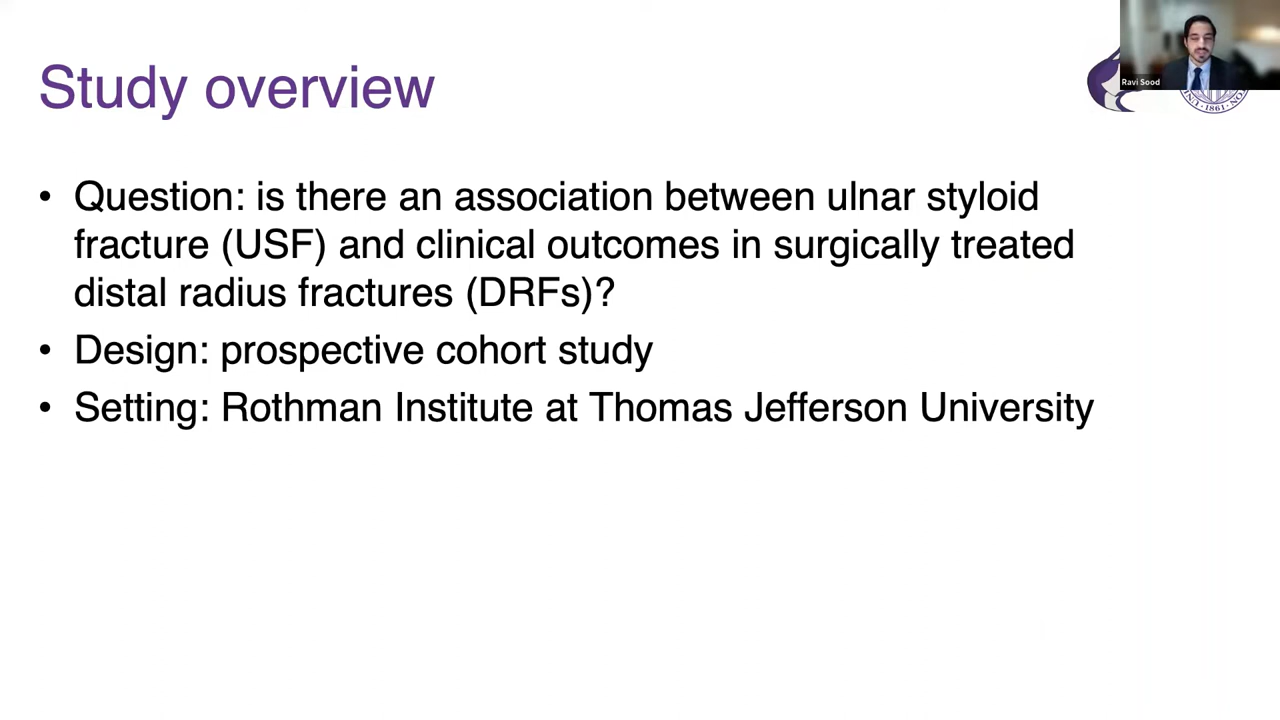 Study overview
Ravi Sood
1861
• Question: is there an association between ulnar styloid
fracture (USF) and clinical outcomes in surgically treated
distal radius fractures (DRFs)?
• Design: prospective cohort study
• Setting: Rothman Institute at Thomas Jefferson University